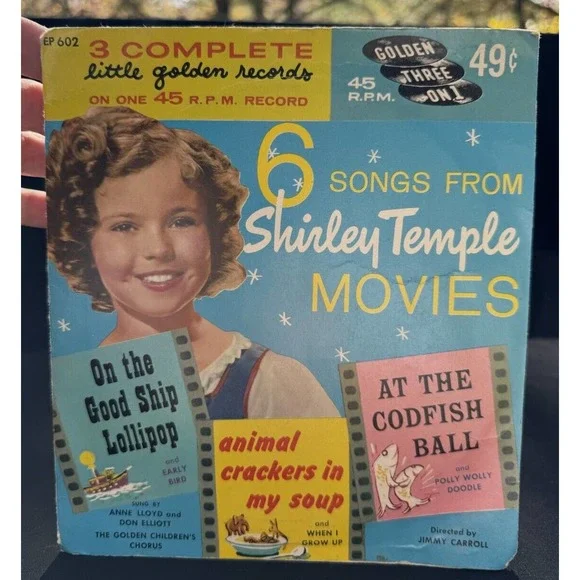 EP 602
3 COMPLETE
little golden records
ON ONE 45 R.P.M. RECORD
45
R.P.M.
GOLDEN
THREE
ON 1
49¢
6 SONGS FROM
Shirley Temple
MOVIES
On the
Good Ship
Lollipop
and
EARLY
BIRD
SUNG BY
ANNE LLOYD and
DON ELLIOTT
THE GOLDEN CHILDREN'S
CHORUS
animal
crackers in
my soup
and
WHEN I
GROW UP
AT THE
CODFISH
BALL
and
POLLY WOLLY
DOODLE
Directed by
JIMMY CARROLL